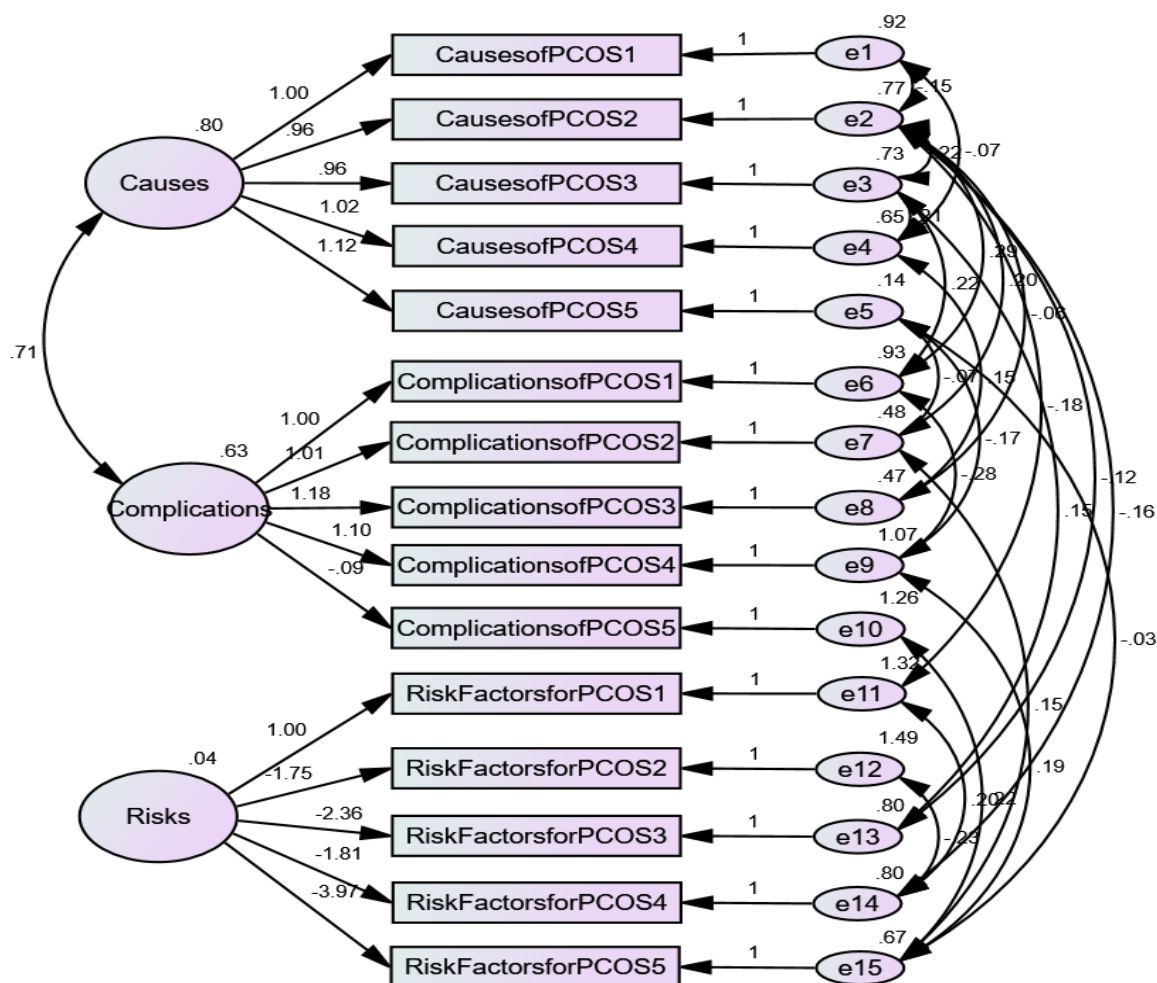 .92
CausesofPCOS1
1
e1
1.00
.77
-.15
.80
.96
CausesofPCOS2
1
e2
.73
.22
-.07
Causes
.96
CausesofPCOS3
1
e3
1.02
.65
.21
CausesofPCOS4
1
e4
1.12
.14
.22
.29
.20
CausesofPCOS5
1
e5
-.06
.71
.93
ComplicationsofPCOS1
1
e6
-.07
.15
-.18
1.00
.48
ComplicationsofPCOS2
1
e7
-.17
.63
1.01
.47
-.28
-.12
Complications
1.18
ComplicationsofPCOS3
1
e8
.15
-.16
1.10
1.07
ComplicationsofPCOS4
1
e9
-.09
1.26
ComplicationsofPCOS5
1
e10
-.03
1.32
RiskFactorsforPCOS1
1
e11
.15
1.00
.04
1.49
-1.75
RiskFactorsforPCOS2
1
e12
.19
.20
.22
Risks
-2.36
.80
RiskFactorsforPCOS3
1
e13
-.23
-1.81
.80
-3.97
RiskFactorsforPCOS4
1
e14
.67
RiskFactorsforPCOS5
1
e15